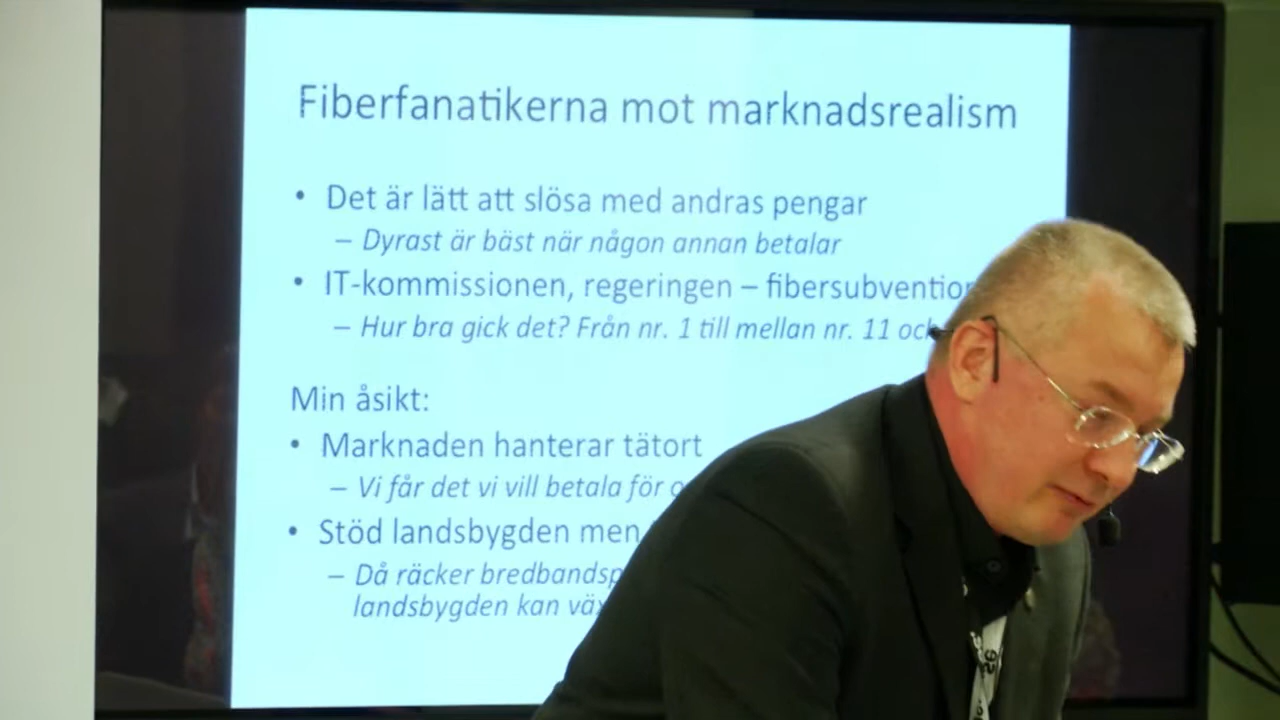 Fiberfanatikerna mot marknadsrealism
• Det är lätt att slösa med andras pengar
– Dyrast är bäst när någon annan betalar
• IT-kommissionen, regeringen – fibersubvention
– Hur bra gick det? Från nr. 1 till mellan nr. 11 och
Min åsikt:
• Marknaden hanterar tätort
– Vi får det vi vill betala för
• Stöd landsbygden men
– Då räcker
landsbygden kan